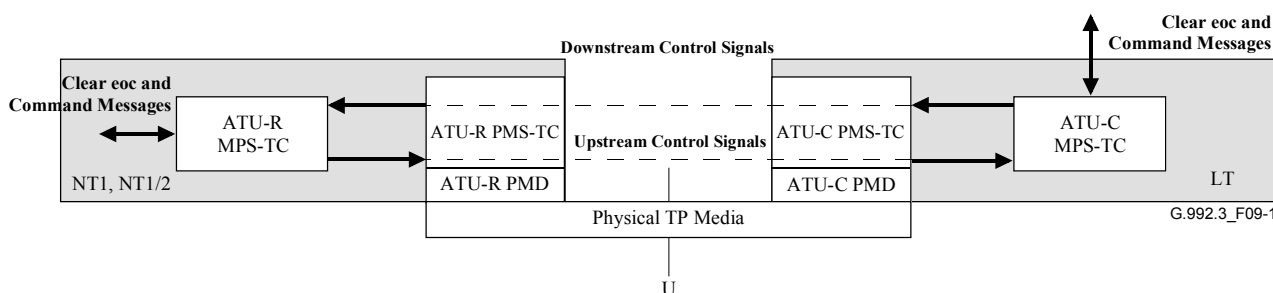 Clear eoc and
Command Messages
Downstream Control Signals
Clear eoc and
Command Messages
ATU-R
MPS-TC
ATU-R PMS-TC
Upstream Control Signals
ATU-C PMS-TC
ATU-C
MPS-TC
NT1, NT1/2
ATU-R PMD
ATU-C PMD
LT
Physical TP Media
G.992.3_F09-1
U